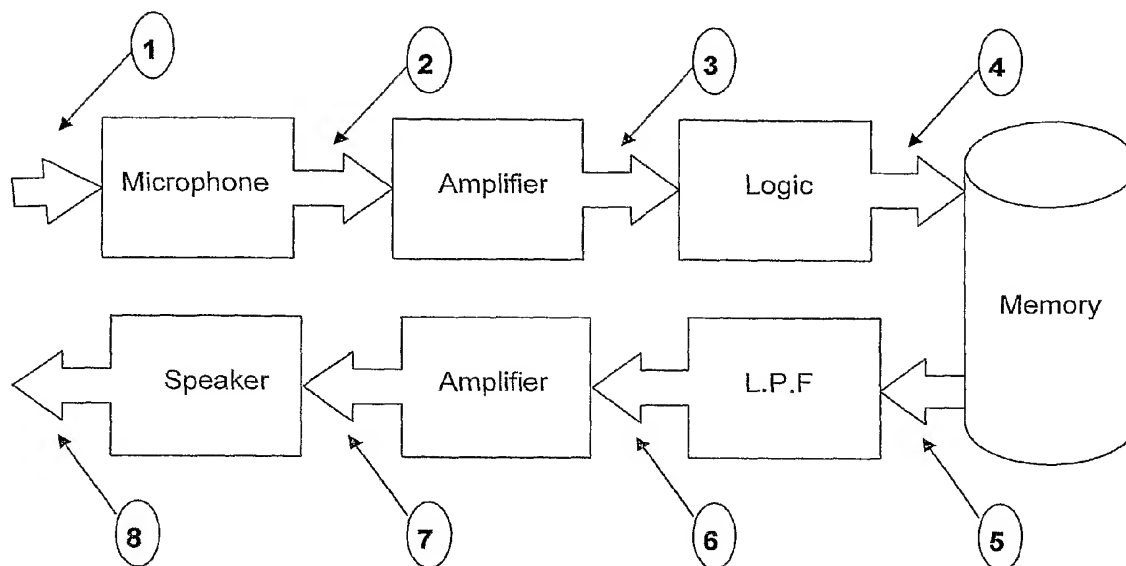 1
2
3
4
Microphone
Amplifier
Logic
Memory
Speaker
Amplifier
L.P.F
8
7
6
5